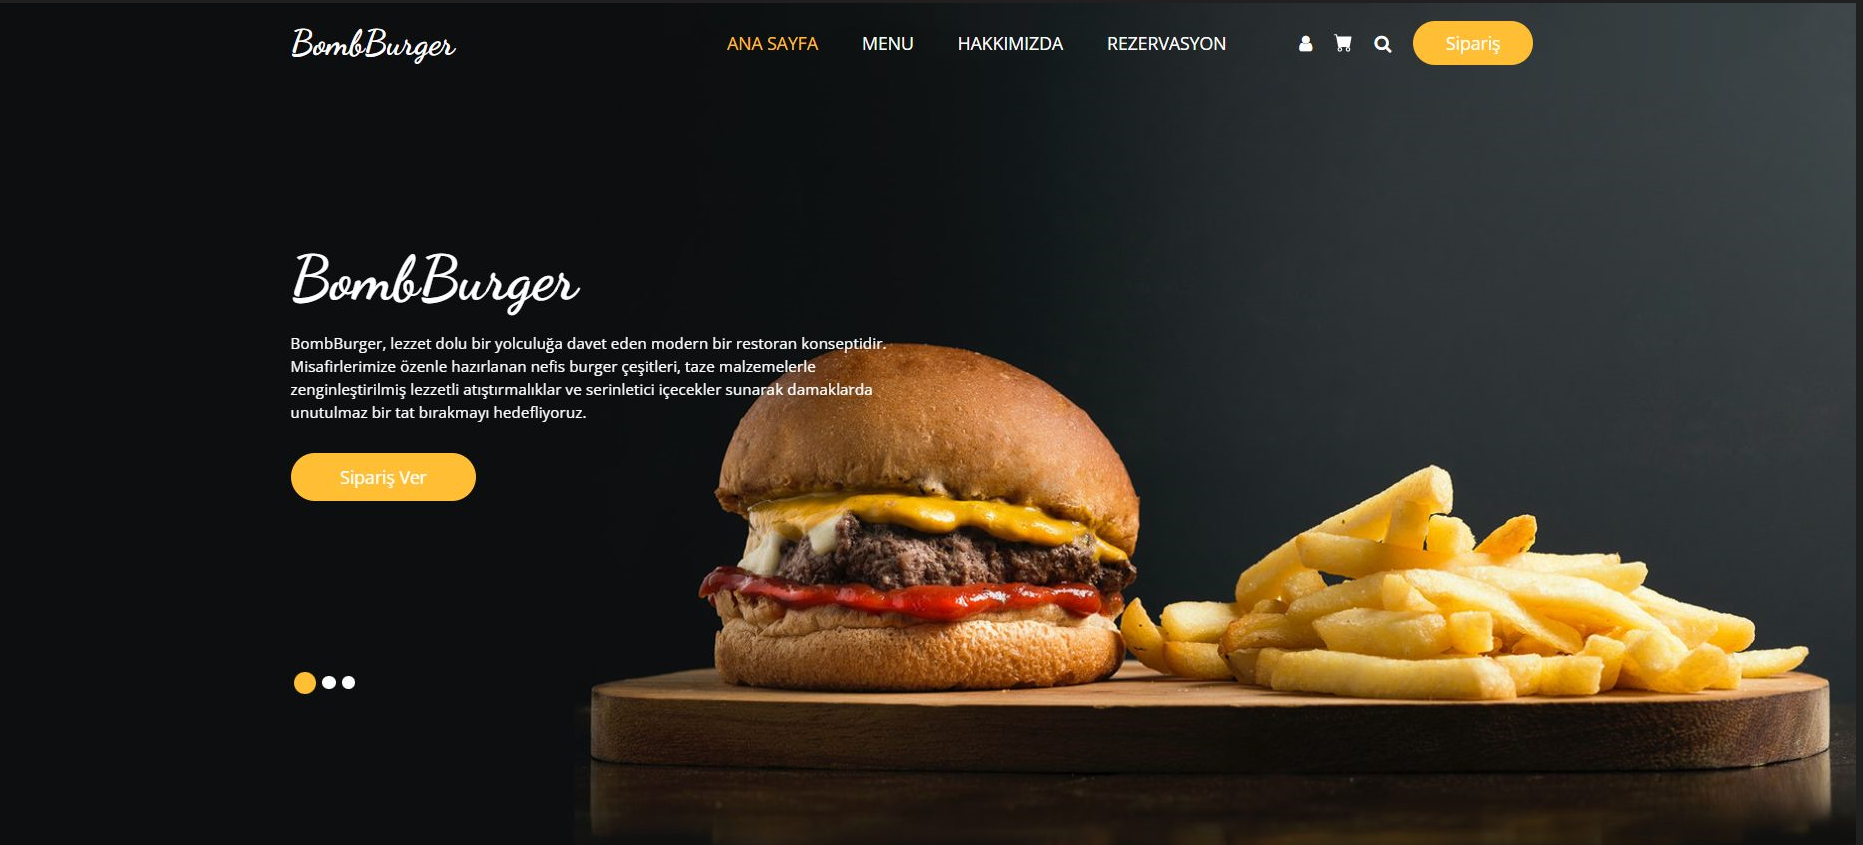 BombBurger
ANA SAYFA
MENU
HAKKIMIZDA
REZERVASYON
Sipariş
BombBurger
BombBurger, lezzet dolu bir yolculuğa davet eden modern bir restoran konseptidir.
Misafirlerimize özenle hazırlanan nefis burger çeşitleri, taze malzemelerle
zenginleştirilmiş lezzetli atıştırmalıklar ve serinletici içecekler sunarak damaklarda
unutulmaz bir tat bırakmayı hedefliyoruz.
Sipariş Ver